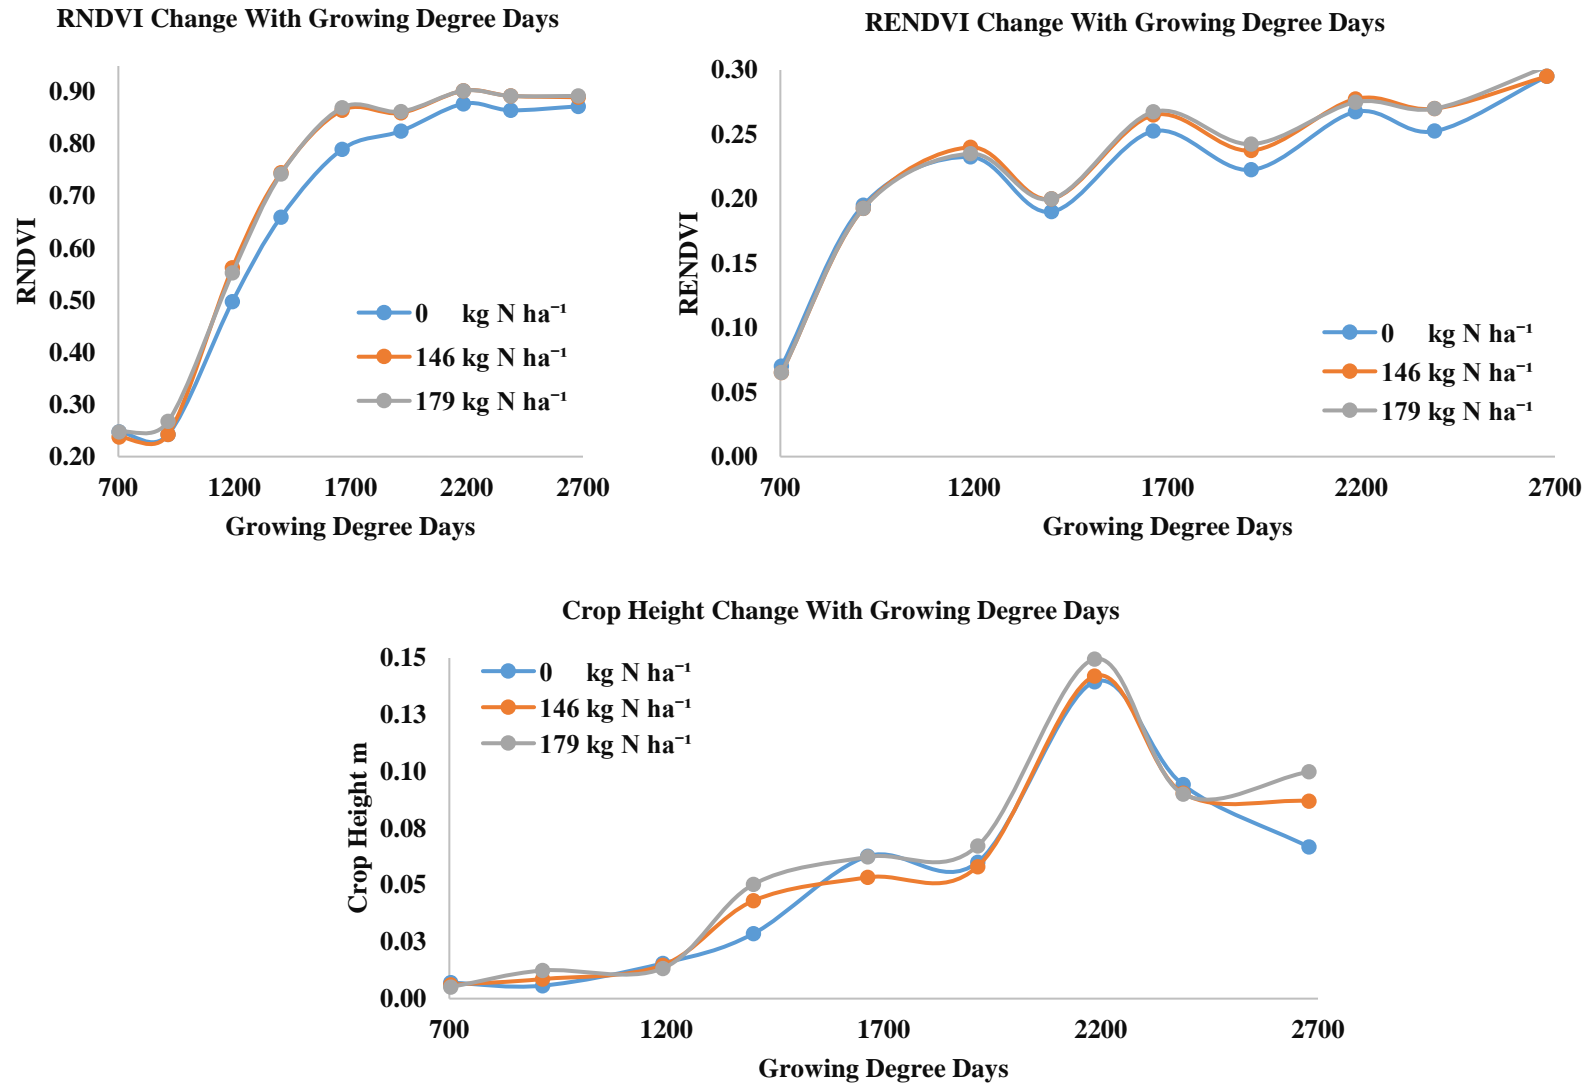 RNDVI Change With Growing Degree Days
0.90
0.80
0.70
0.60
0.50
0.40
0.30
0.20
RNDVI
0 kg N ha⁻¹
146 kg N ha⁻¹
179 kg N ha⁻¹
700 1200 1700 2200 2700
Growing Degree Days
RENDVI Change With Growing Degree Days
0.30
0.25
0.20
0.15
0.10
0.05
0.00
RENDVI
0 kg N ha⁻¹
146 kg N ha⁻¹
179 kg N ha⁻¹
700 1200 1700 2200 2700
Growing Degree Days
Crop Height Change With Growing Degree Days
0.15
0.13
0.10
0.08
0.05
0.03
0.00
Crop Height m
0 kg N ha⁻¹
146 kg N ha⁻¹
179 kg N ha⁻¹
700 1200 1700 2200 2700
Growing Degree Days